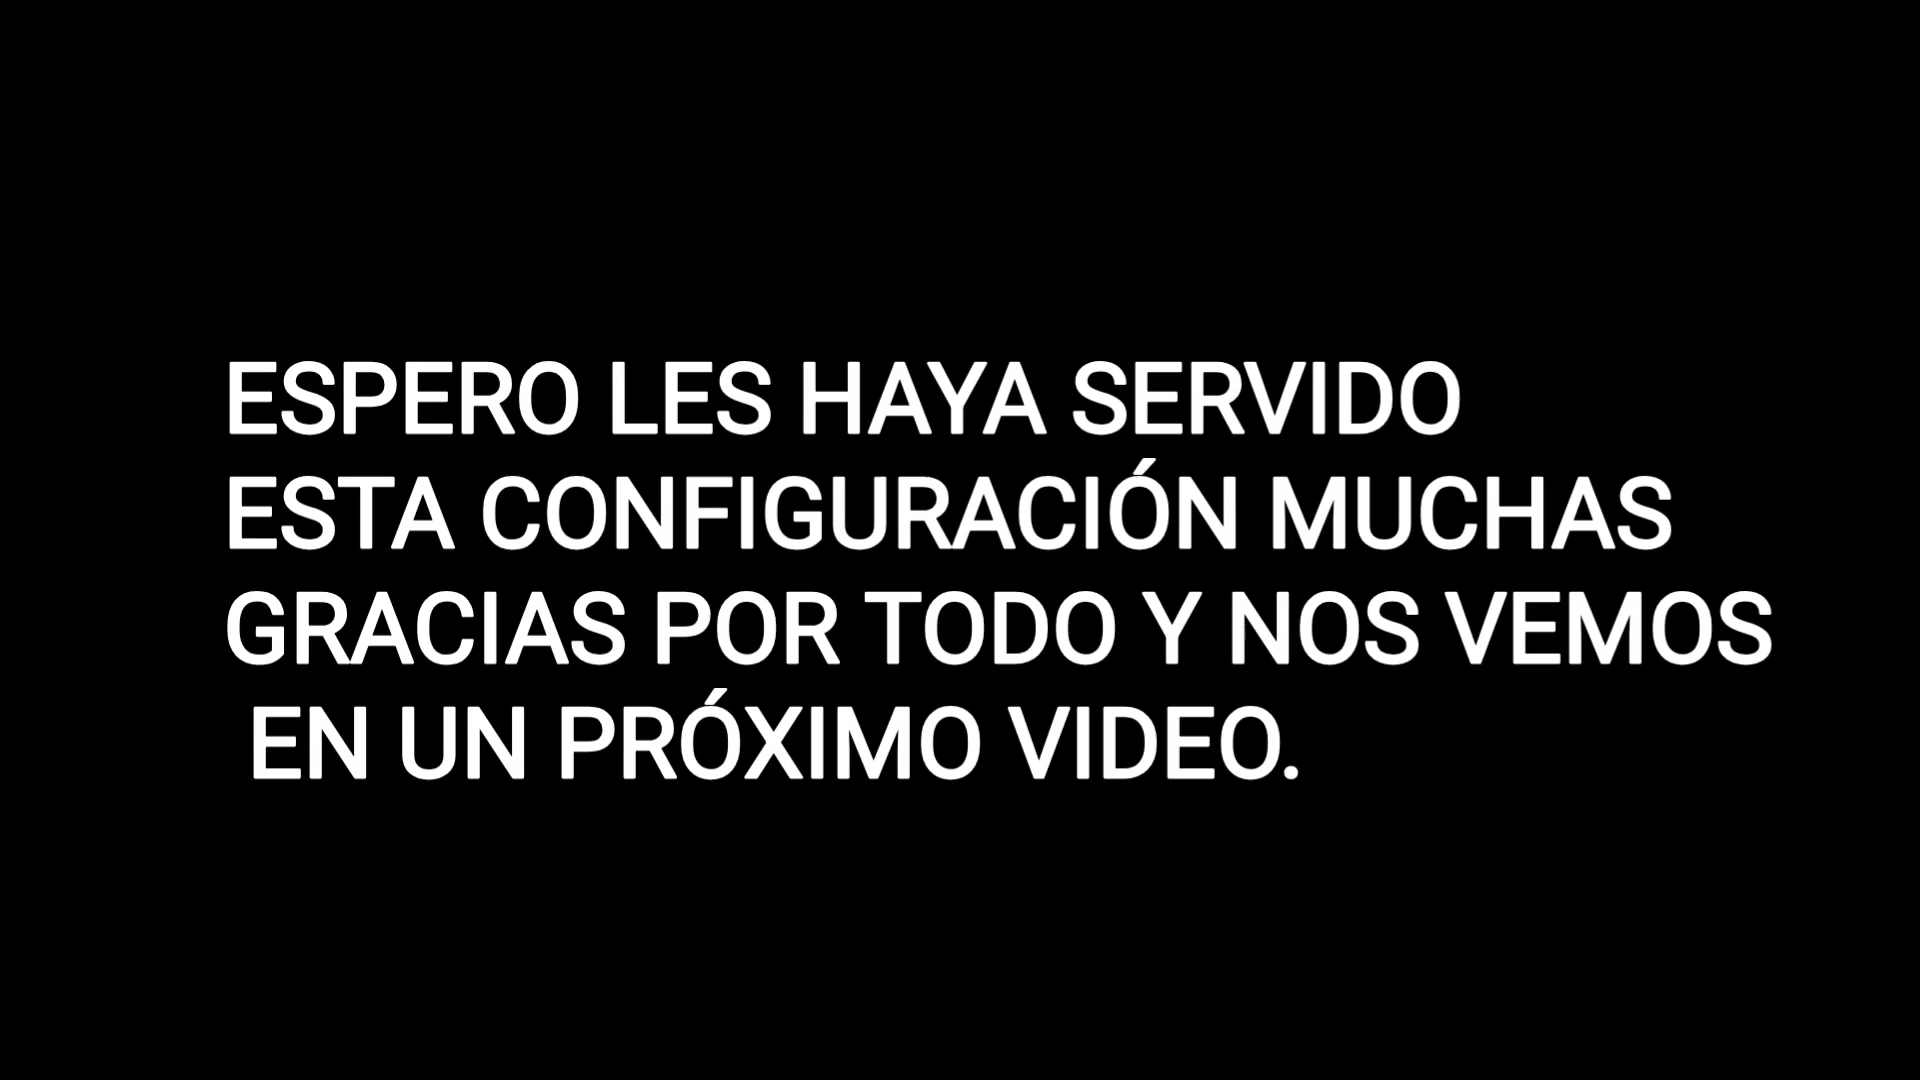 ESPERO LES HAYA SERVIDO
ESTA CONFIGURACIÓN MUCHAS
GRACIAS POR TODO Y NOS VEMOS
EN UN PRÓXIMO VIDEO.